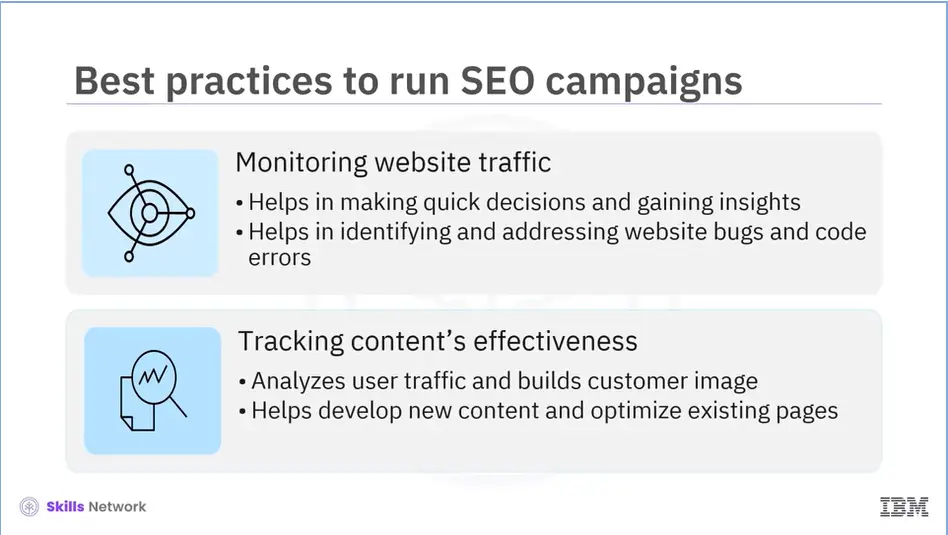 Best practices to run SEO campaigns
Monitoring website traffic
• Helps in making quick decisions and gaining insights
• Helps in identifying and addressing website bugs and code
errors
Tracking content’s effectiveness
• Analyzes user traffic and builds customer image
• Helps develop new content and optimize existing pages
Skills Network
IBM